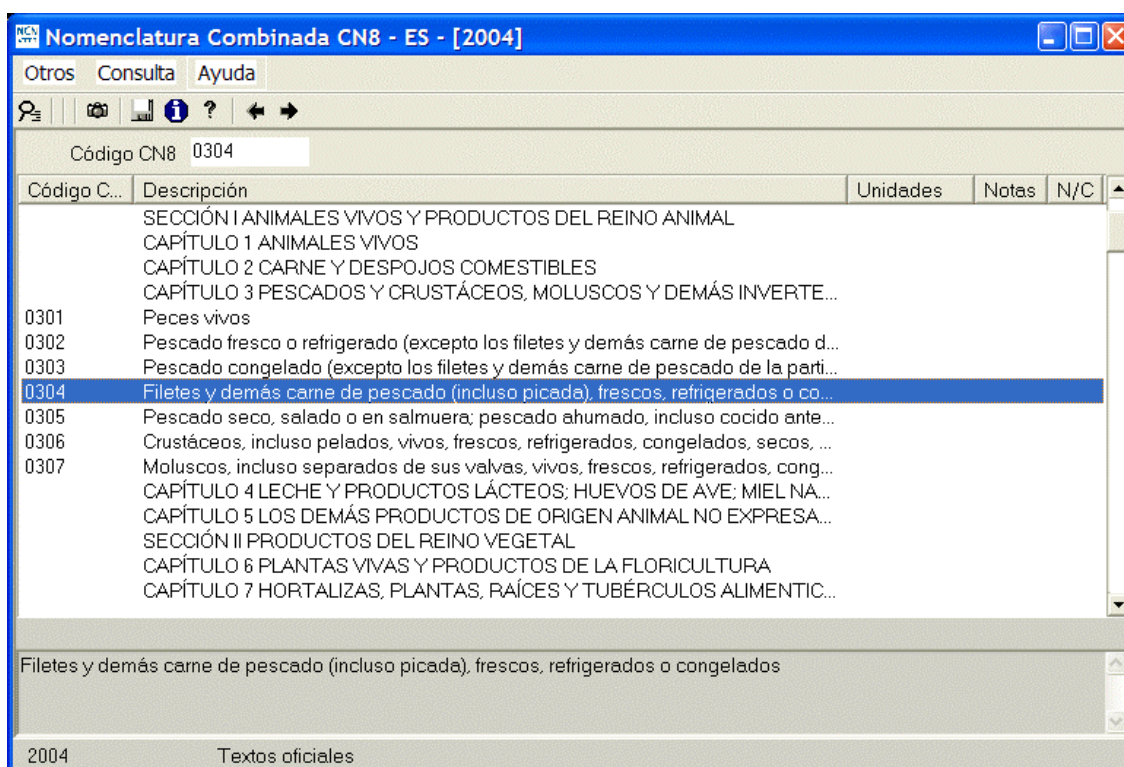 Nomenclatura Combinada CN8 - ES - [2004]
Otros Consulta Ayuda
Código CN8 0304
Código C... Descripción Unidades Notas N/C
SECCIÓN I ANIMALES VIVOS Y PRODUCTOS DEL REINO ANIMAL
CAPÍTULO 1 ANIMALES VIVOS
CAPÍTULO 2 CARNE Y DESPOJOS COMESTIBLES
CAPÍTULO 3 PESCADOS Y CRUSTÁCEOS, MOLUSCOS Y DEMÁS INVERTE...
0301 Peces vivos
0302 Pescado fresco o refrigerado (excepto los filetes y demás carne de pescado d...
0303 Pescado congelado (excepto los filetes y demás carne de pescado de la parti...
0304 Filetes y demás carne de pescado (incluso picada), frescos, refrigerados o co...
0305 Pescado seco, salado o en salmuera; pescado ahumado, incluso cocido ante...
0306 Crustáceos, incluso pelados, vivos, frescos, refrigerados, congelados, secos, ...
0307 Moluscos, incluso separados de sus valvas, vivos, frescos, refrigerados, cong...
CAPÍTULO 4 LECHE Y PRODUCTOS LÁCTEOS; HUEVOS DE AVE; MIEL NA...
CAPÍTULO 5 LOS DEMÁS PRODUCTOS DE ORIGEN ANIMAL NO EXPRESA...
SECCIÓN II PRODUCTOS DEL REINO VEGETAL
CAPÍTULO 6 PLANTAS VIVAS Y PRODUCTOS DE LA FLORICULTURA
CAPÍTULO 7 HORTALIZAS, PLANTAS, RAÍCES Y TUBÉRCULOS ALIMENTIC...
Filetes y demás carne de pescado (incluso picada), frescos, refrigerados o congelados
2004 Textos oficiales